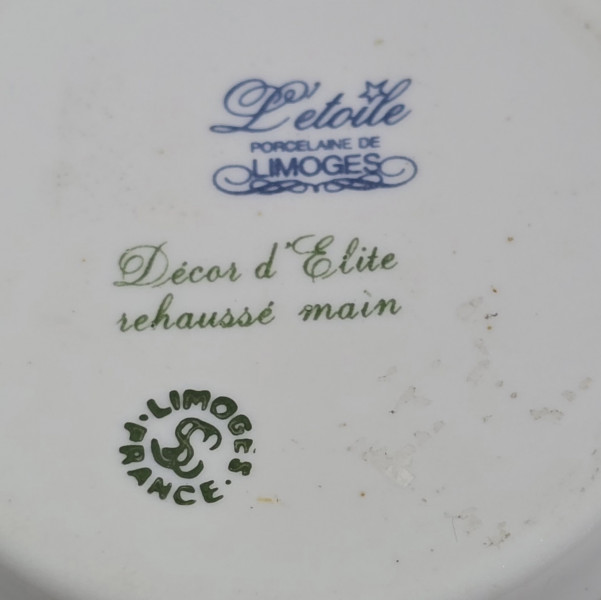 L'etoile
PORCELAINE DE
LIMOGES
Décor d'Elite
rehaussé main
LIMOGES
FRANCE